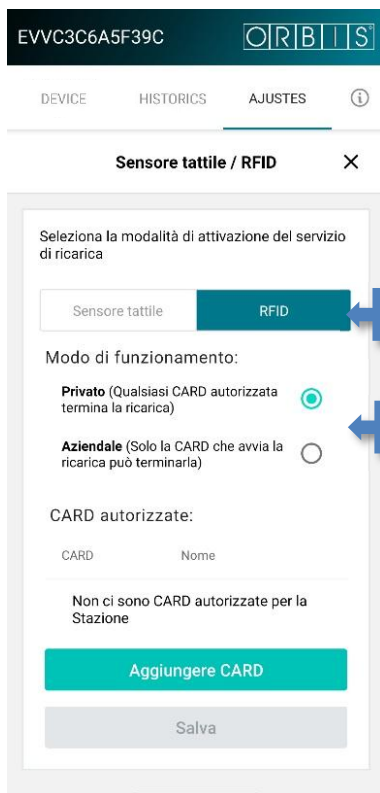 EVVC3C6A5F39C
ORBIS
DEVICE HISTORICS AJUSTES i
Sensore tattile / RFID X
Seleziona la modalità di attivazione del servizio
di ricarica
Sensore tattile RFID
Modo di funzionamento:
Privato (Qualsiasi CARD autorizzata
termina la ricarica)
Aziendale (Solo la CARD che avvia la
ricarica può terminarla)
CARD autorizzate:
CARD Nome
Non ci sono CARD autorizzate per la
Stazione
Aggiungere CARD
Salva